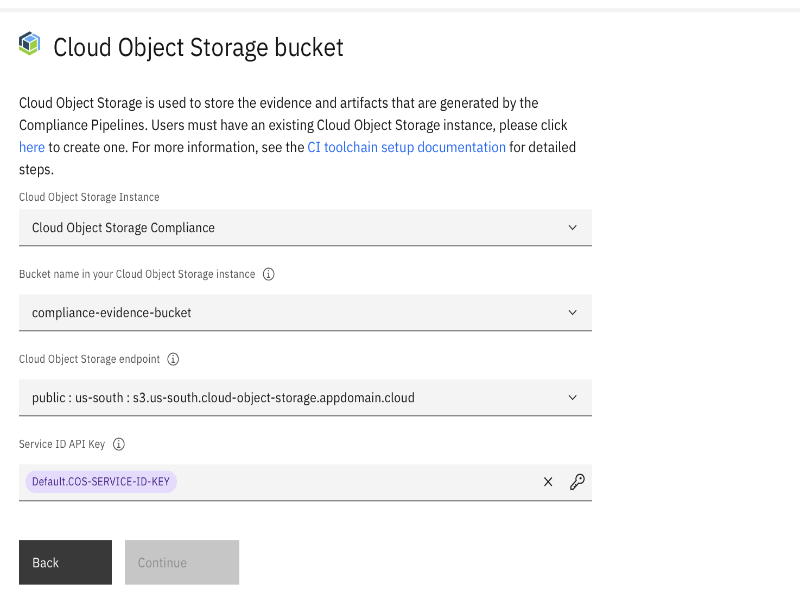 Cloud Object Storage bucket
Cloud Object Storage is used to store the evidence and artifacts that are generated by the
Compliance Pipelines. Users must have an existing Cloud Object Storage instance, please click
here to create one. For more information, see the CI toolchain setup documentation for detailed
steps.
Cloud Object Storage Instance
Cloud Object Storage Compliance
Bucket name in your Cloud Object Storage instance
compliance-evidence-bucket
Cloud Object Storage endpoint
public : us-south : s3.us-south.cloud-object-storage.appdomain.cloud
Service ID API Key
Default.COS-SERVICE-ID-KEY
Back Continue